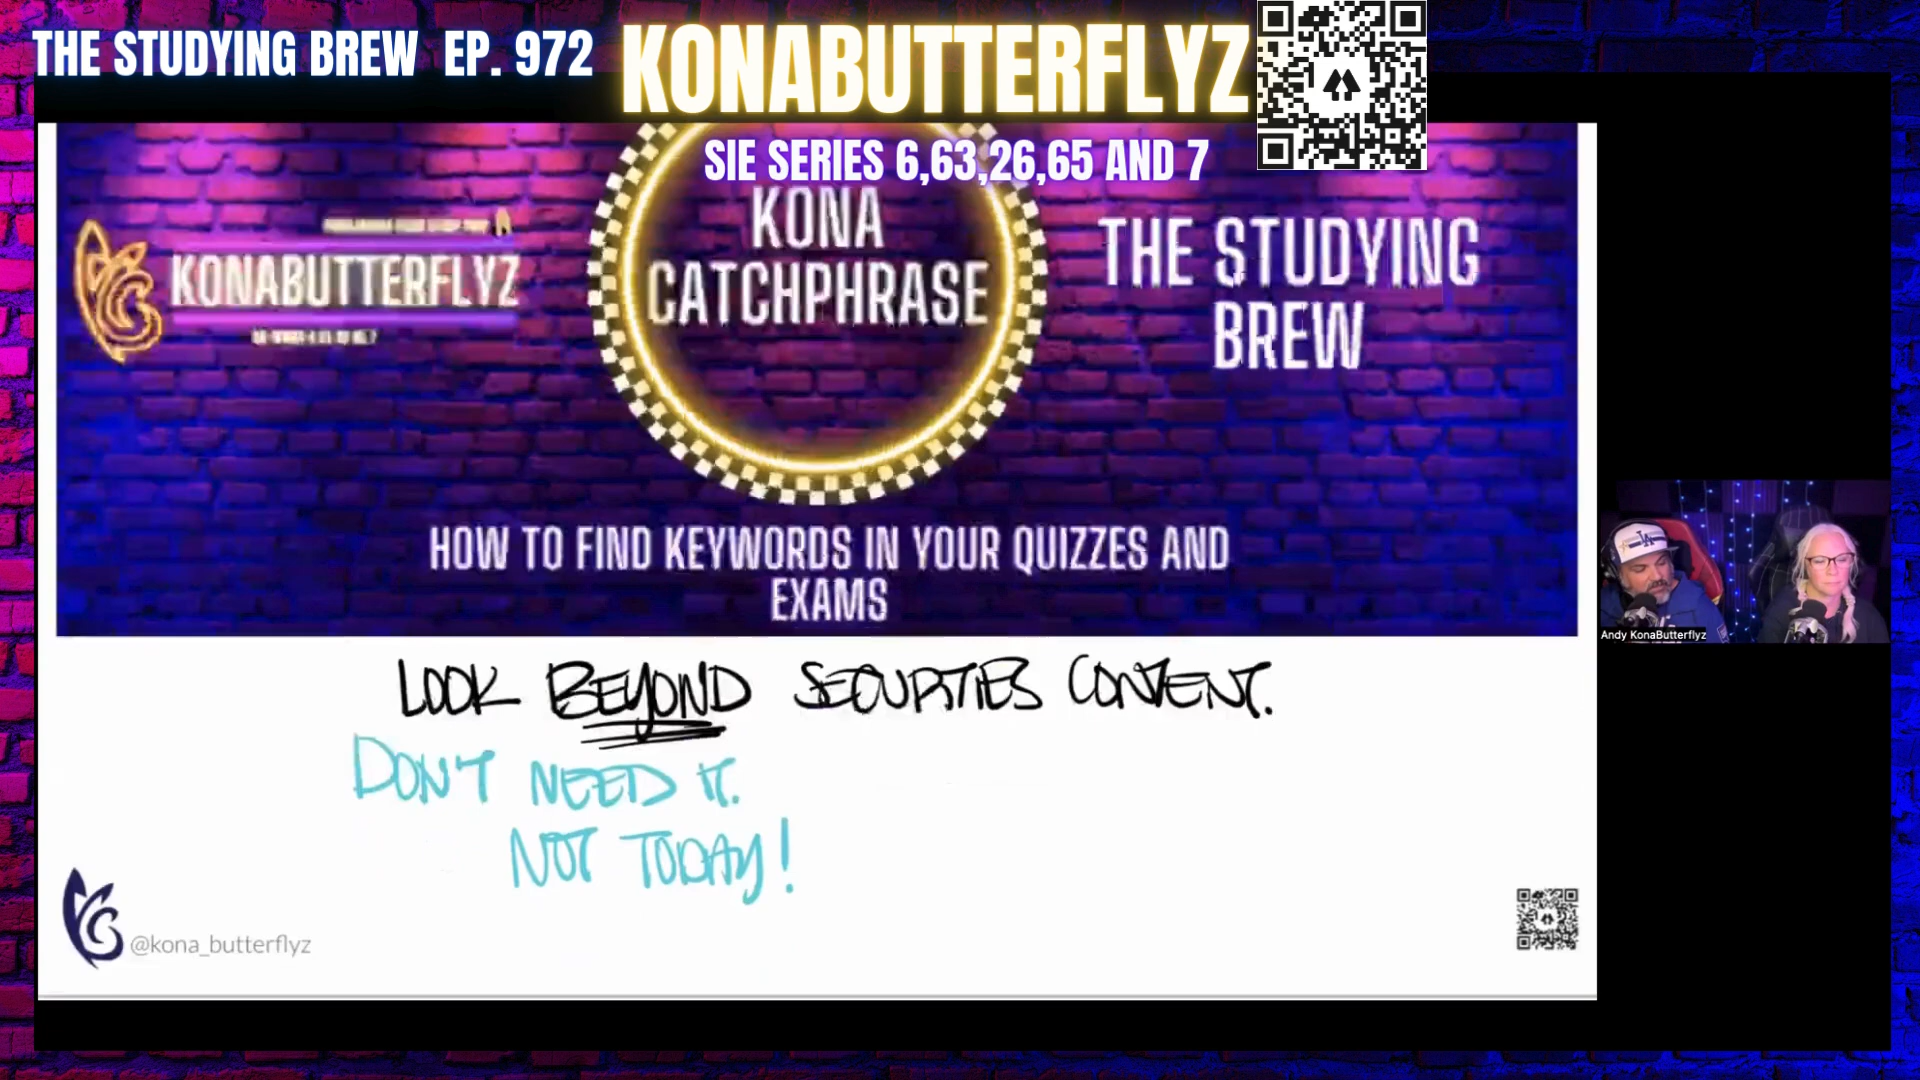 THE STUDYING BREW EP. 972
KONABUTTERFLYZ
SIE SERIES 6,63,26,65 AND 7
KONABUTTERFLYZ
KONA
CATCHPHRASE
THE STUDYING
BREW
HOW TO FIND KEYWORDS IN YOUR QUIZZES AND
EXAMS
LA
Andy KonaButterflyz
LOOK BEYOND SECURITIES CONTENT.
DON'T NEED IT.
NOT TODAY!
@kona_butterflyz